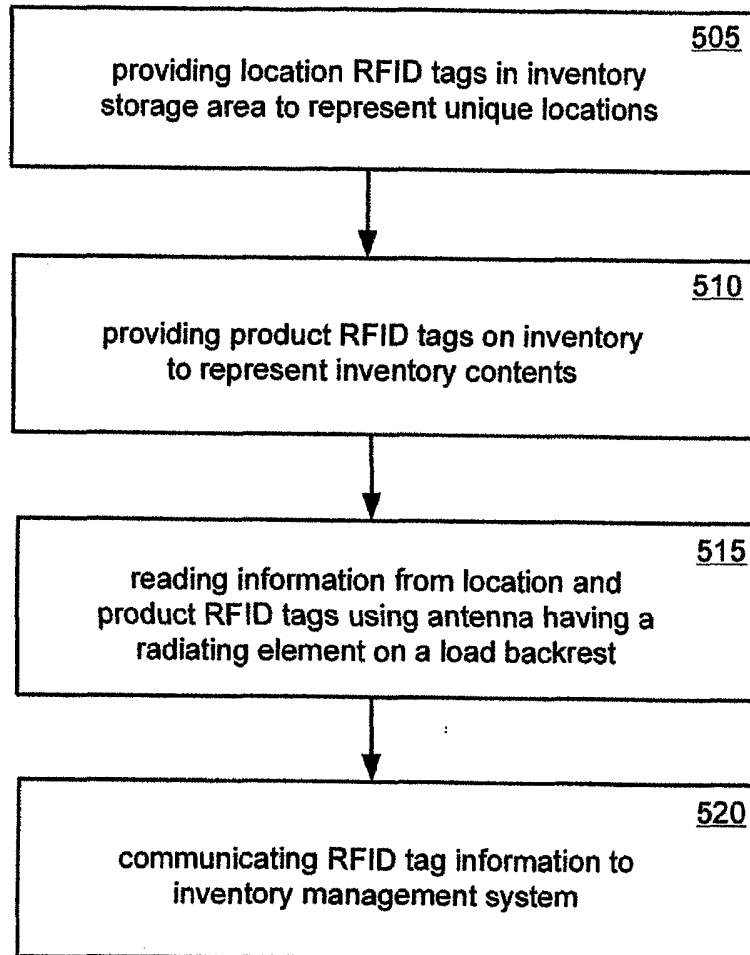 505
providing location RFID tags in inventory
storage area to represent unique locations
510
providing product RFID tags on inventory
to represent inventory contents
515
reading information from location and
product RFID tags using antenna having a
radiating element on a load backrest
520
communicating RFID tag information to
inventory management system